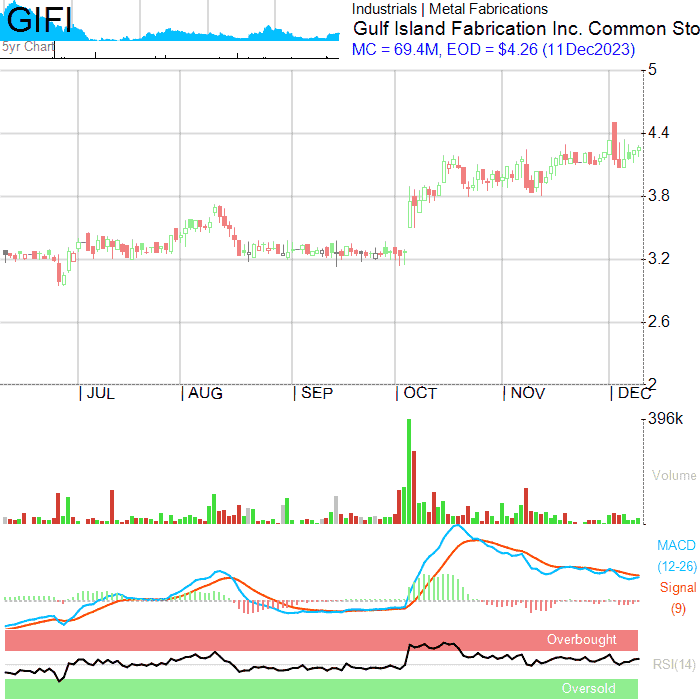 GIFI
5yr Chart
Industrials | Metal Fabrications
Gulf Island Fabrication Inc. Common Sto
MC = 69.4M, EOD = $4.26 (11Dec2023)
5
4.4
3.8
3.2
2.6
2
JUL AUG SEP OCT NOV DEC
396k
Volume
MACD
(12-26)
Signal
(9)
Overbought
RSI(14)
Oversold